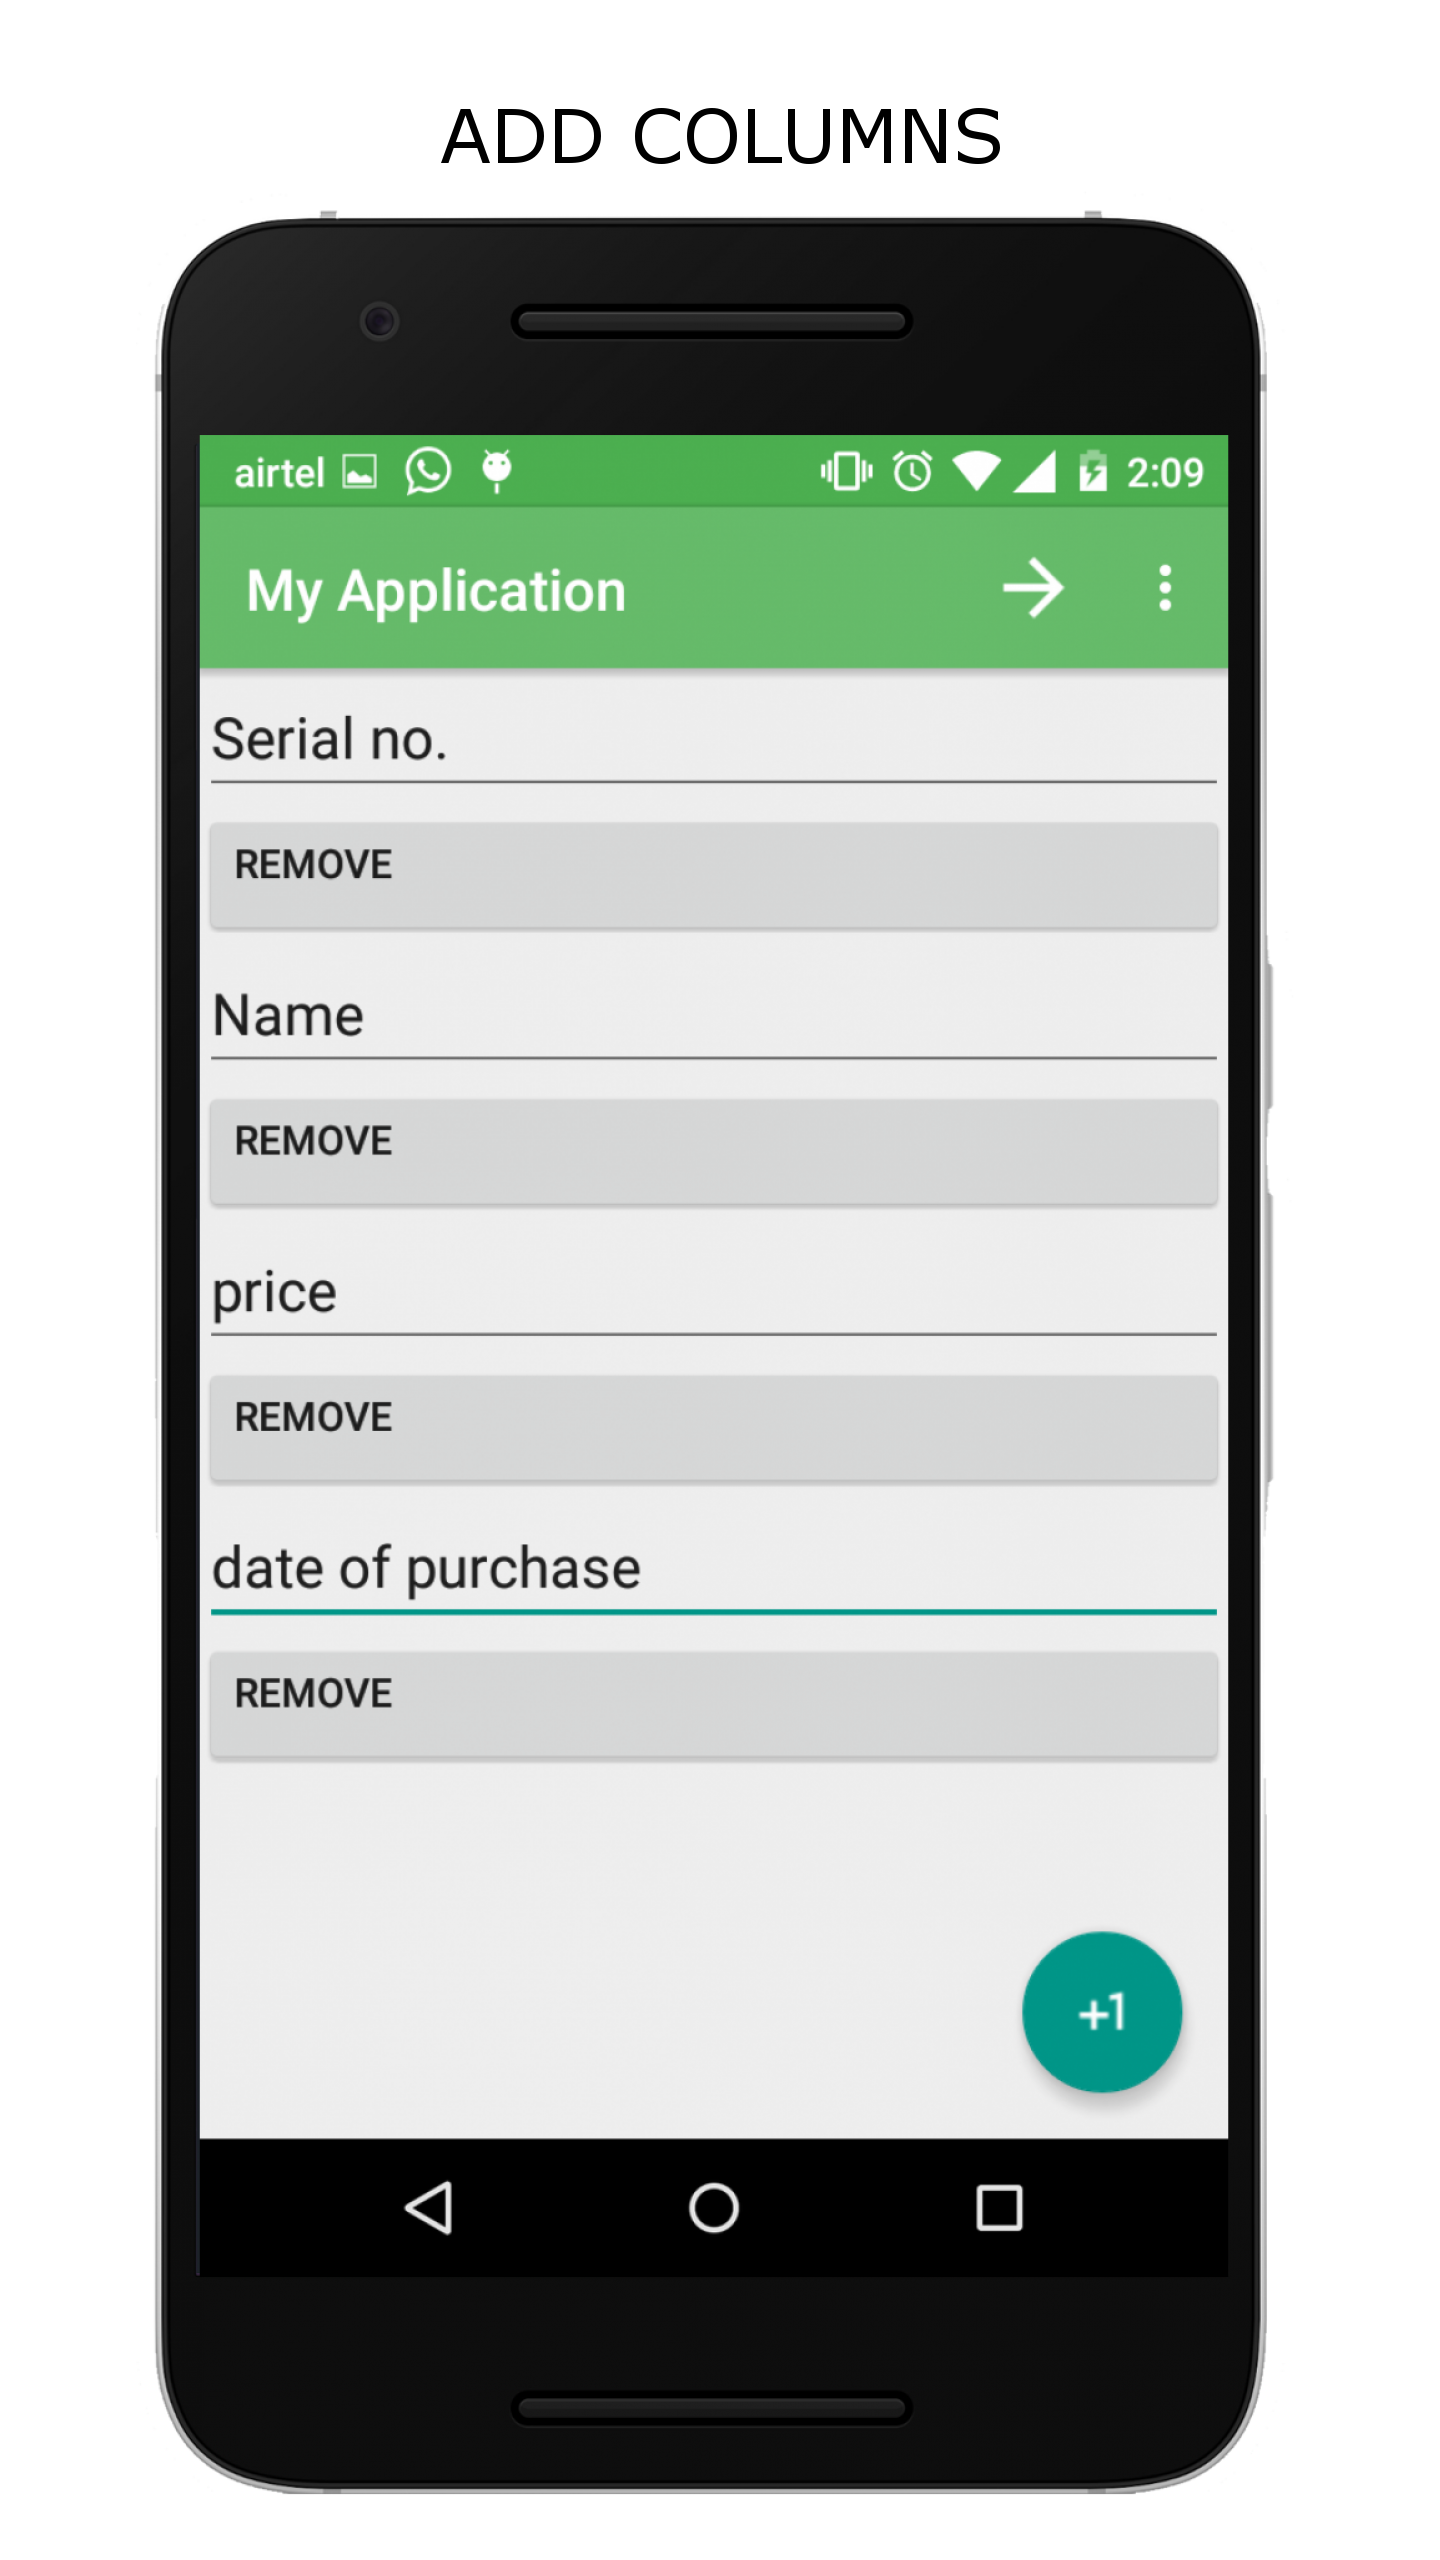 ADD COLUMNS
airtel 2:09
My Application
Serial no.
REMOVE
Name
REMOVE
price
REMOVE
date of purchase
REMOVE
+1